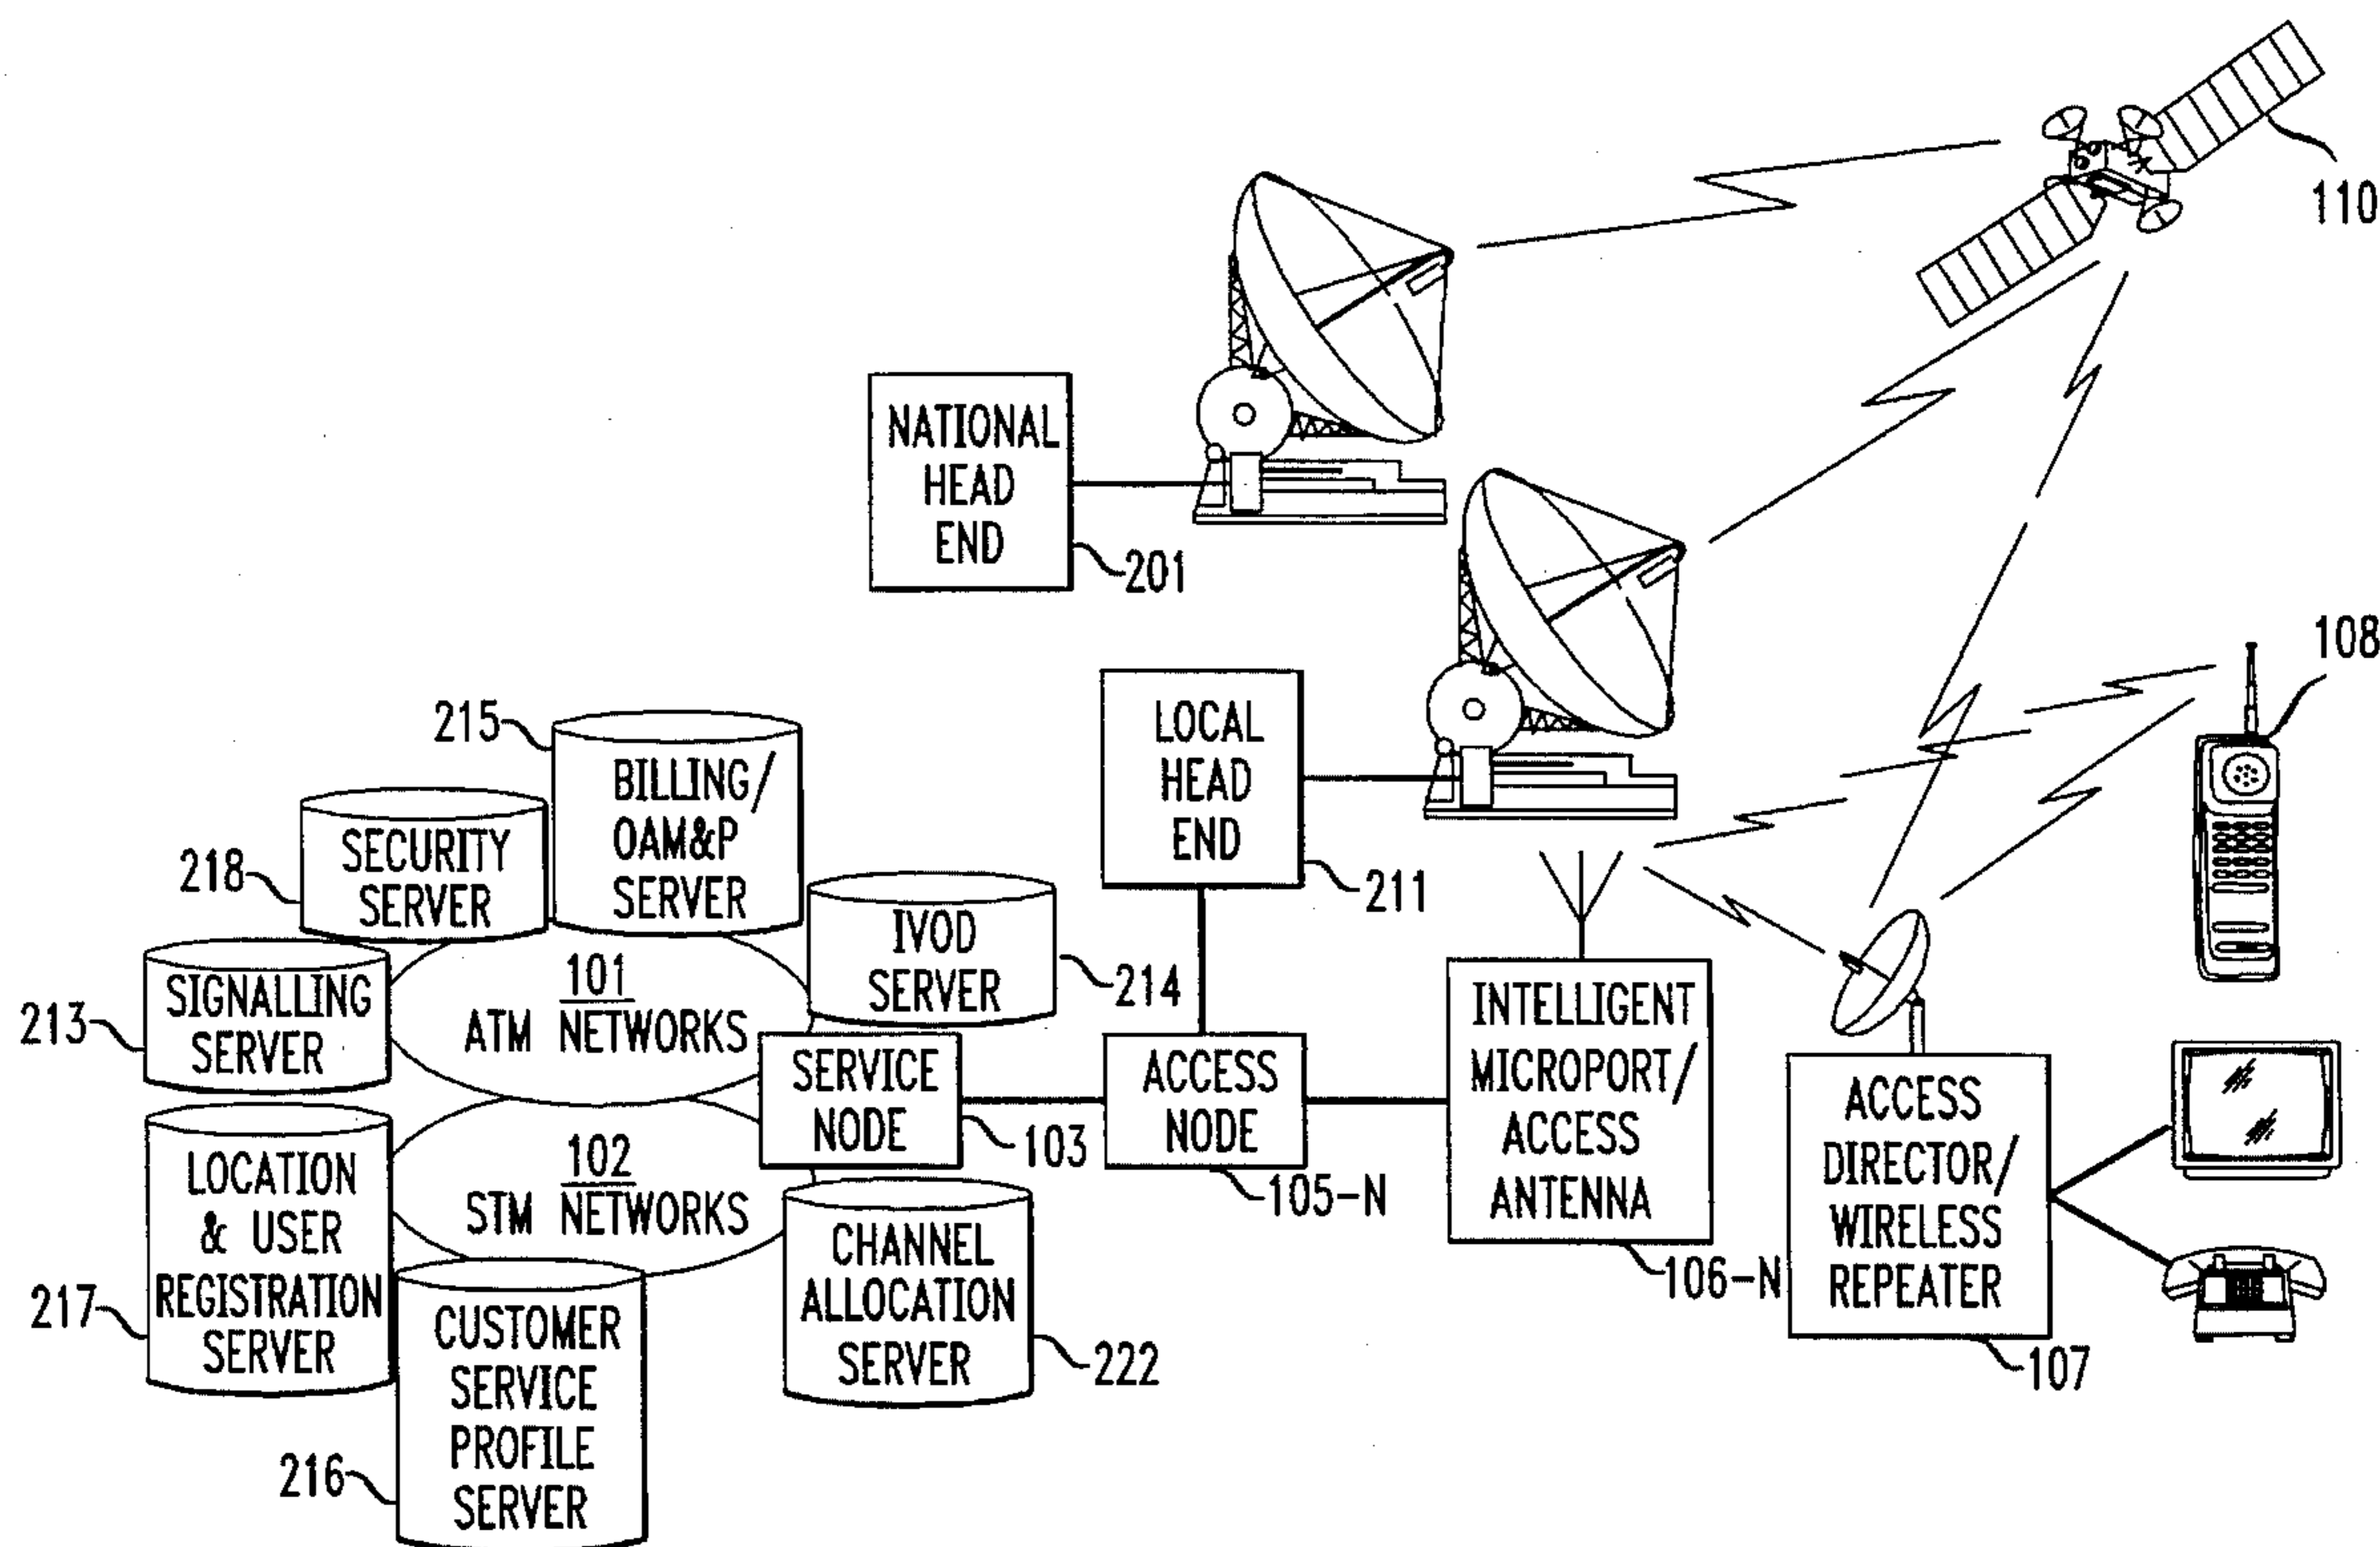 110
NATIONAL
HEAD
END
201
108
LOCAL
HEAD
END
211
215
BILLING/
OAM&P
SERVER
218
SECURITY
SERVER
IVOD
SERVER
214
213
SIGNALLING
SERVER
101
ATM NETWORKS
SERVICE
NODE
103
ACCESS
NODE
105-N
INTELLIGENT
MICROPORT/
ACCESS
ANTENNA
106-N
ACCESS
DIRECTOR/
WIRELESS
REPEATER
107
102
STM NETWORKS
217
LOCATION
& USER
REGISTRATION
SERVER
216
CUSTOMER
SERVICE
PROFILE
SERVER
CHANNEL
ALLOCATION
SERVER
222